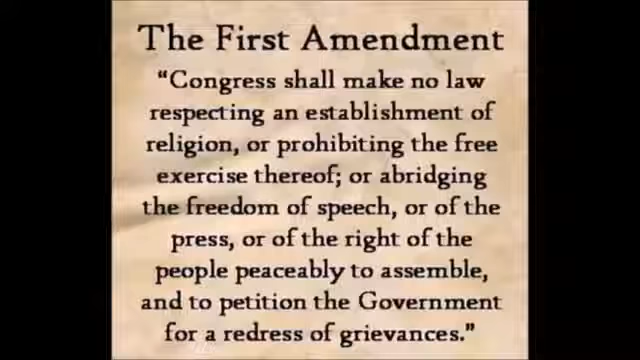 The First Amendment
“Congress shall make no law
respecting an establishment of
religion, or prohibiting the free
exercise thereof; or abridging
the freedom of speech, or of the
press, or of the right of the
people peaceably to assemble,
and to petition the Government
for a redress of grievances.”